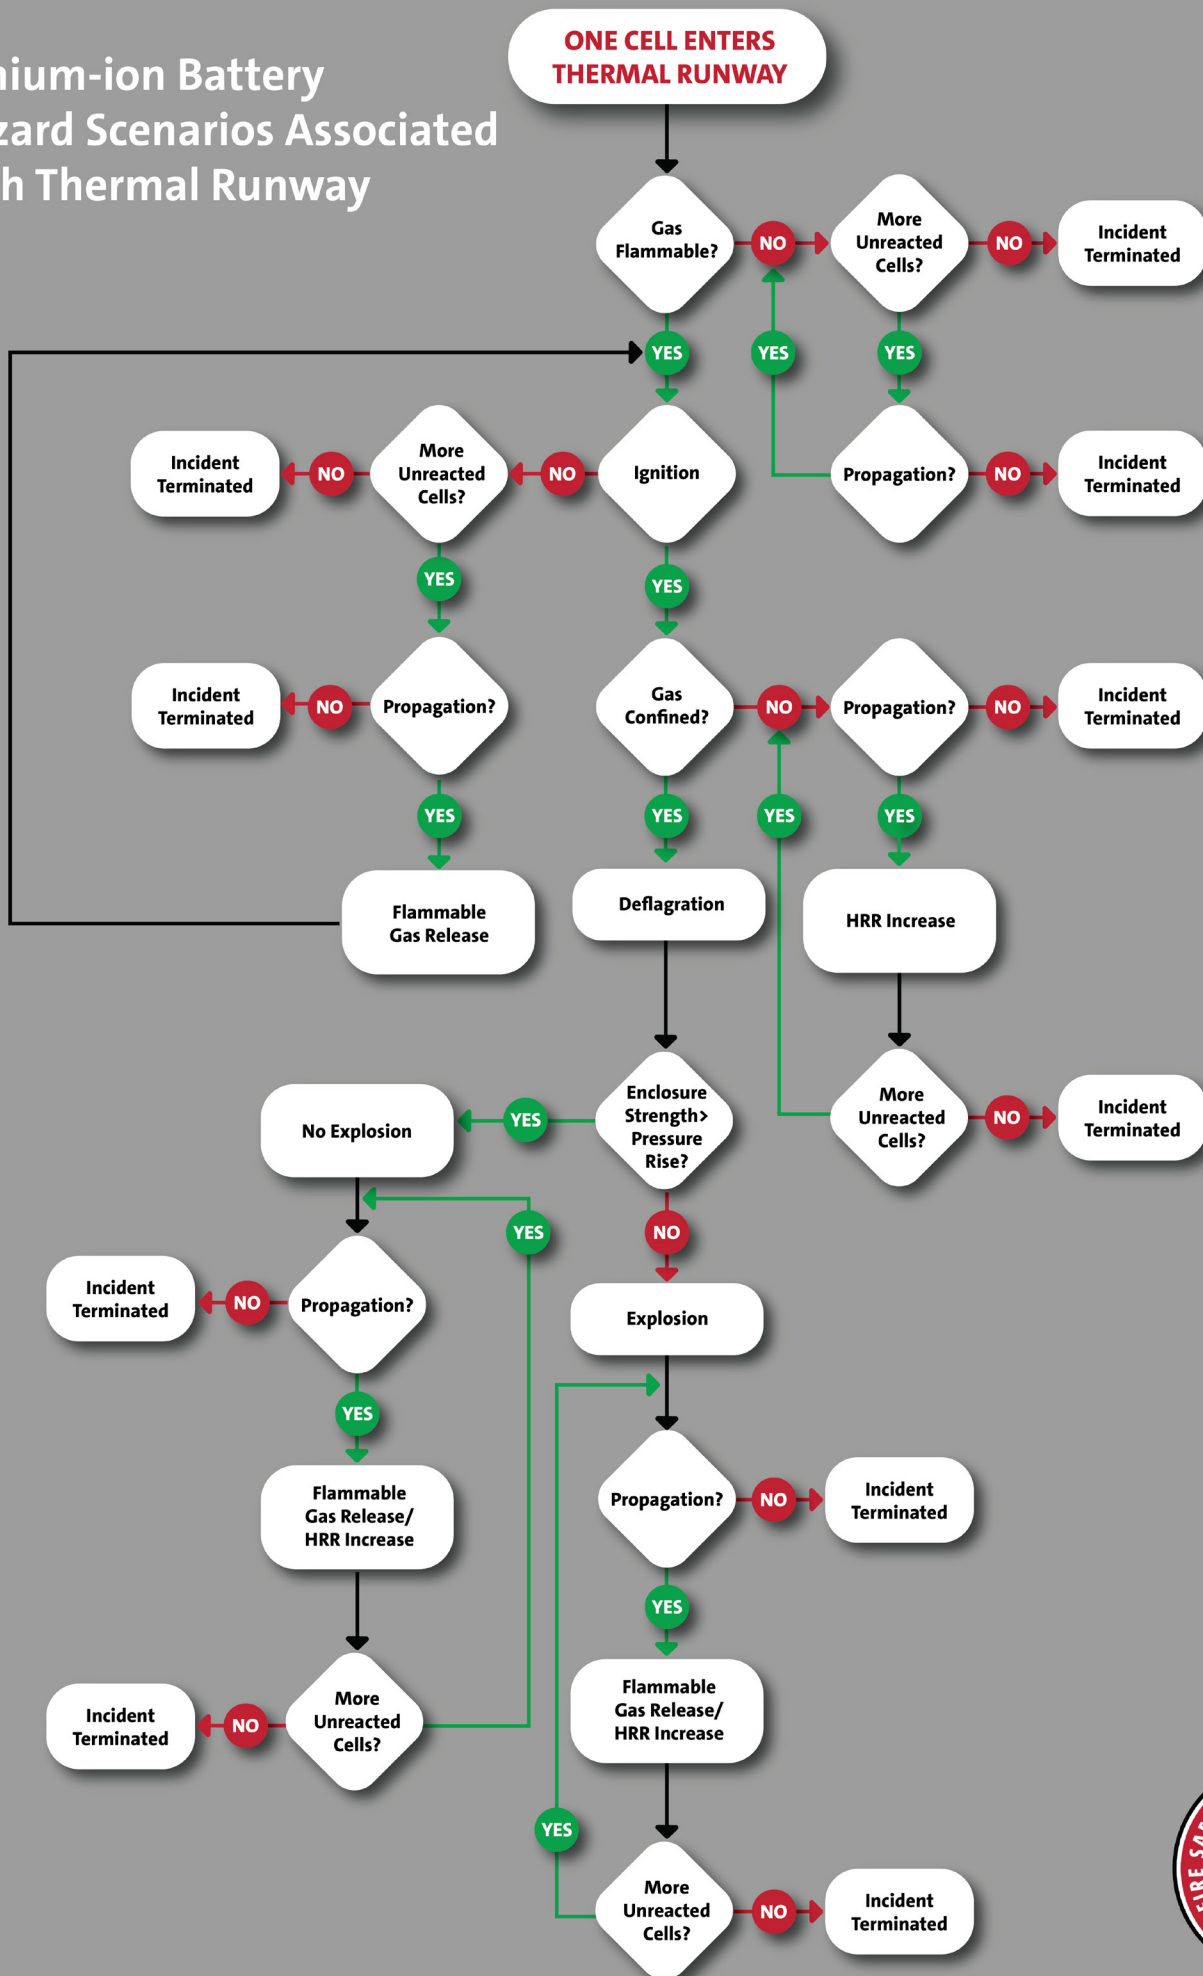 ONE CELL ENTERS
THERMAL RUNWAY
nium-ion Battery
zard Scenarios Associated
h Thermal Runway
Gas
Flammable?
NO
More
Unreacted
Cells?
NO
Incident
Terminated
YES
YES
YES
Incident
Terminated
NO
More
Unreacted
Cells?
NO
Ignition
Propagation?
NO
Incident
Terminated
YES
YES
Incident
Terminated
NO
Propagation?
Gas
Confined?
NO
Propagation?
NO
Incident
Terminated
YES
YES
YES
YES
Flammable
Gas Release
Deflagration
HRR Increase
No Explosion
YES
Enclosure
Strength>
Pressure
Rise?
More
Unreacted
Cells?
NO
Incident
Terminated
YES
NO
Incident
Terminated
NO
Propagation?
Explosion
YES
Flammable
Gas Release/
HRR Increase
Propagation?
NO
Incident
Terminated
YES
Incident
Terminated
NO
More
Unreacted
Cells?
Flammable
Gas Release/
HRR Increase
YES
More
Unreacted
Cells?
NO
Incident
Terminated
FIRE